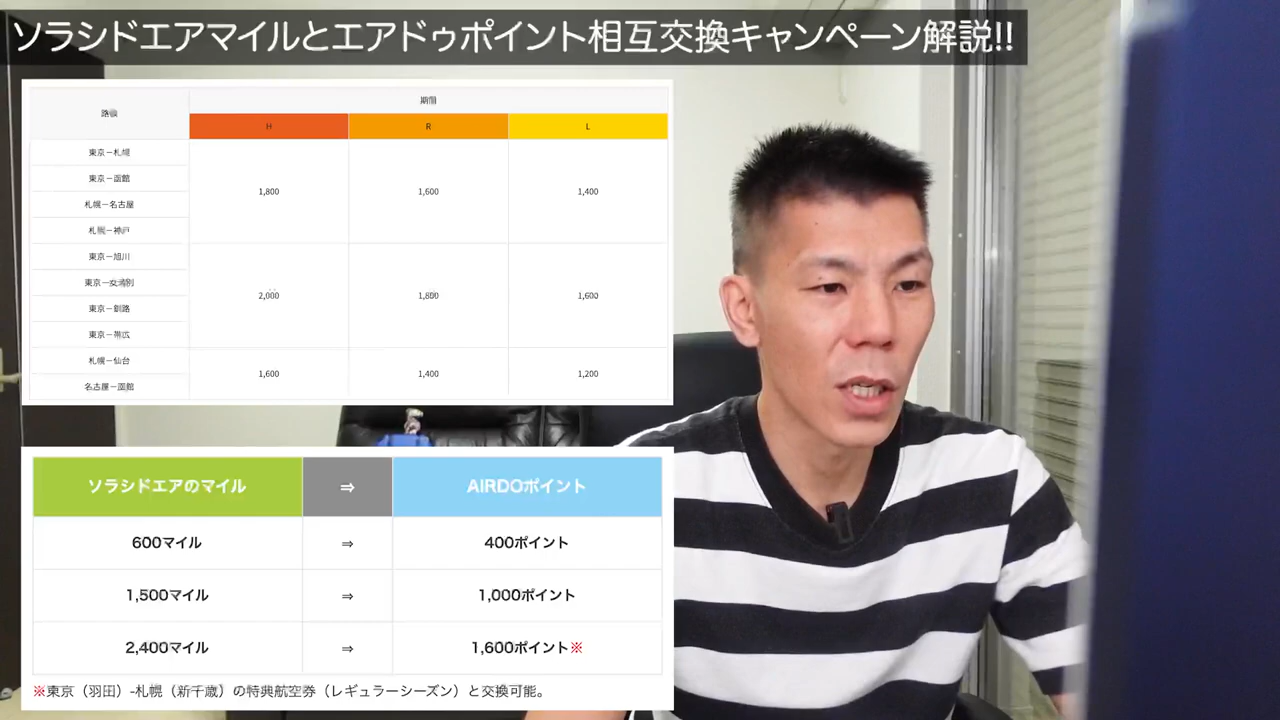 ソラシドエアマイルとエアドゥポイント相互交換キャンペーン解説!!
路線 期間
H R L
東京－札幌
東京－函館
札幌－名古屋
札幌－神戸
1,800 1,600 1,400
東京－旭川
東京－女満別
東京－釧路
東京－帯広
2,000 1,800 1,600
札幌－仙台
名古屋－函館
1,600 1,400 1,200
ソラシドエアのマイル ⇒ AIRDOポイント
600マイル ⇒ 400ポイント
1,500マイル ⇒ 1,000ポイント
2,400マイル ⇒ 1,600ポイント※
※東京（羽田）-札幌（新千歳）の特典航空券（レギュラーシーズン）と交換可能。